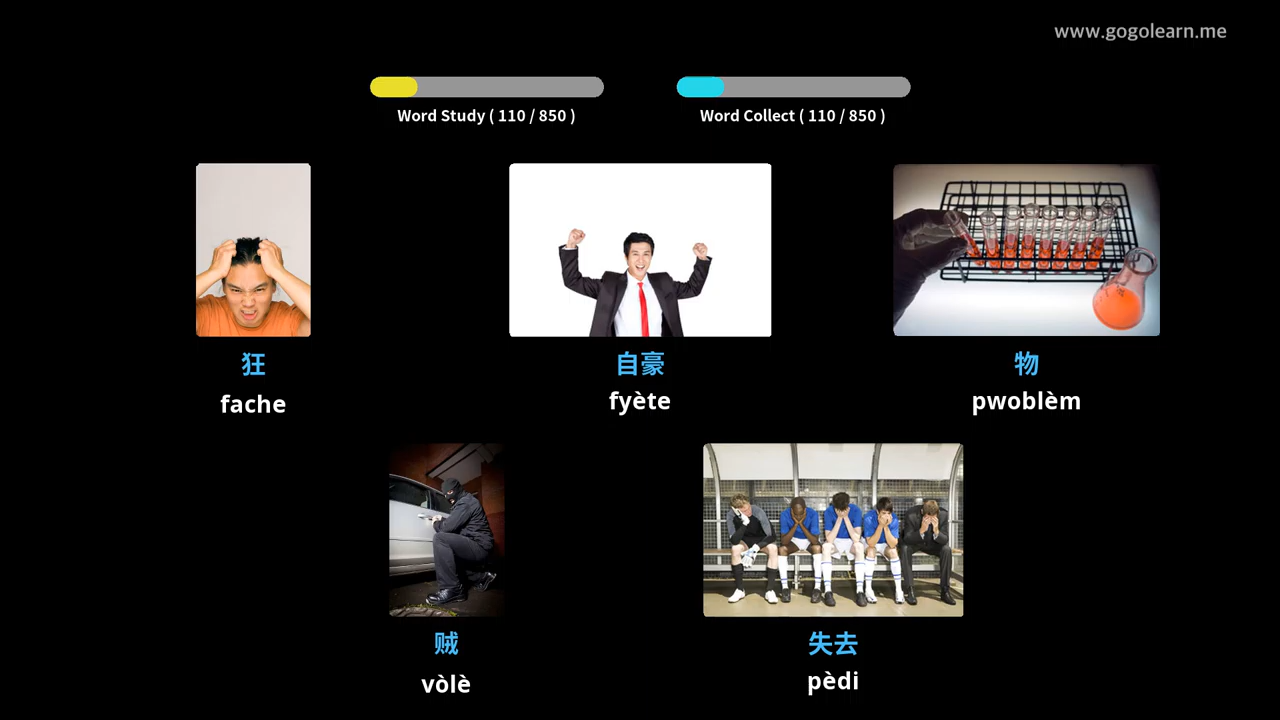 www.gogolearn.me
Word Study ( 110 / 850 )
Word Collect ( 110 / 850 )
狂
fache
自豪
fyète
物
pwoblèm
贼
vòlè
失去
pèdi